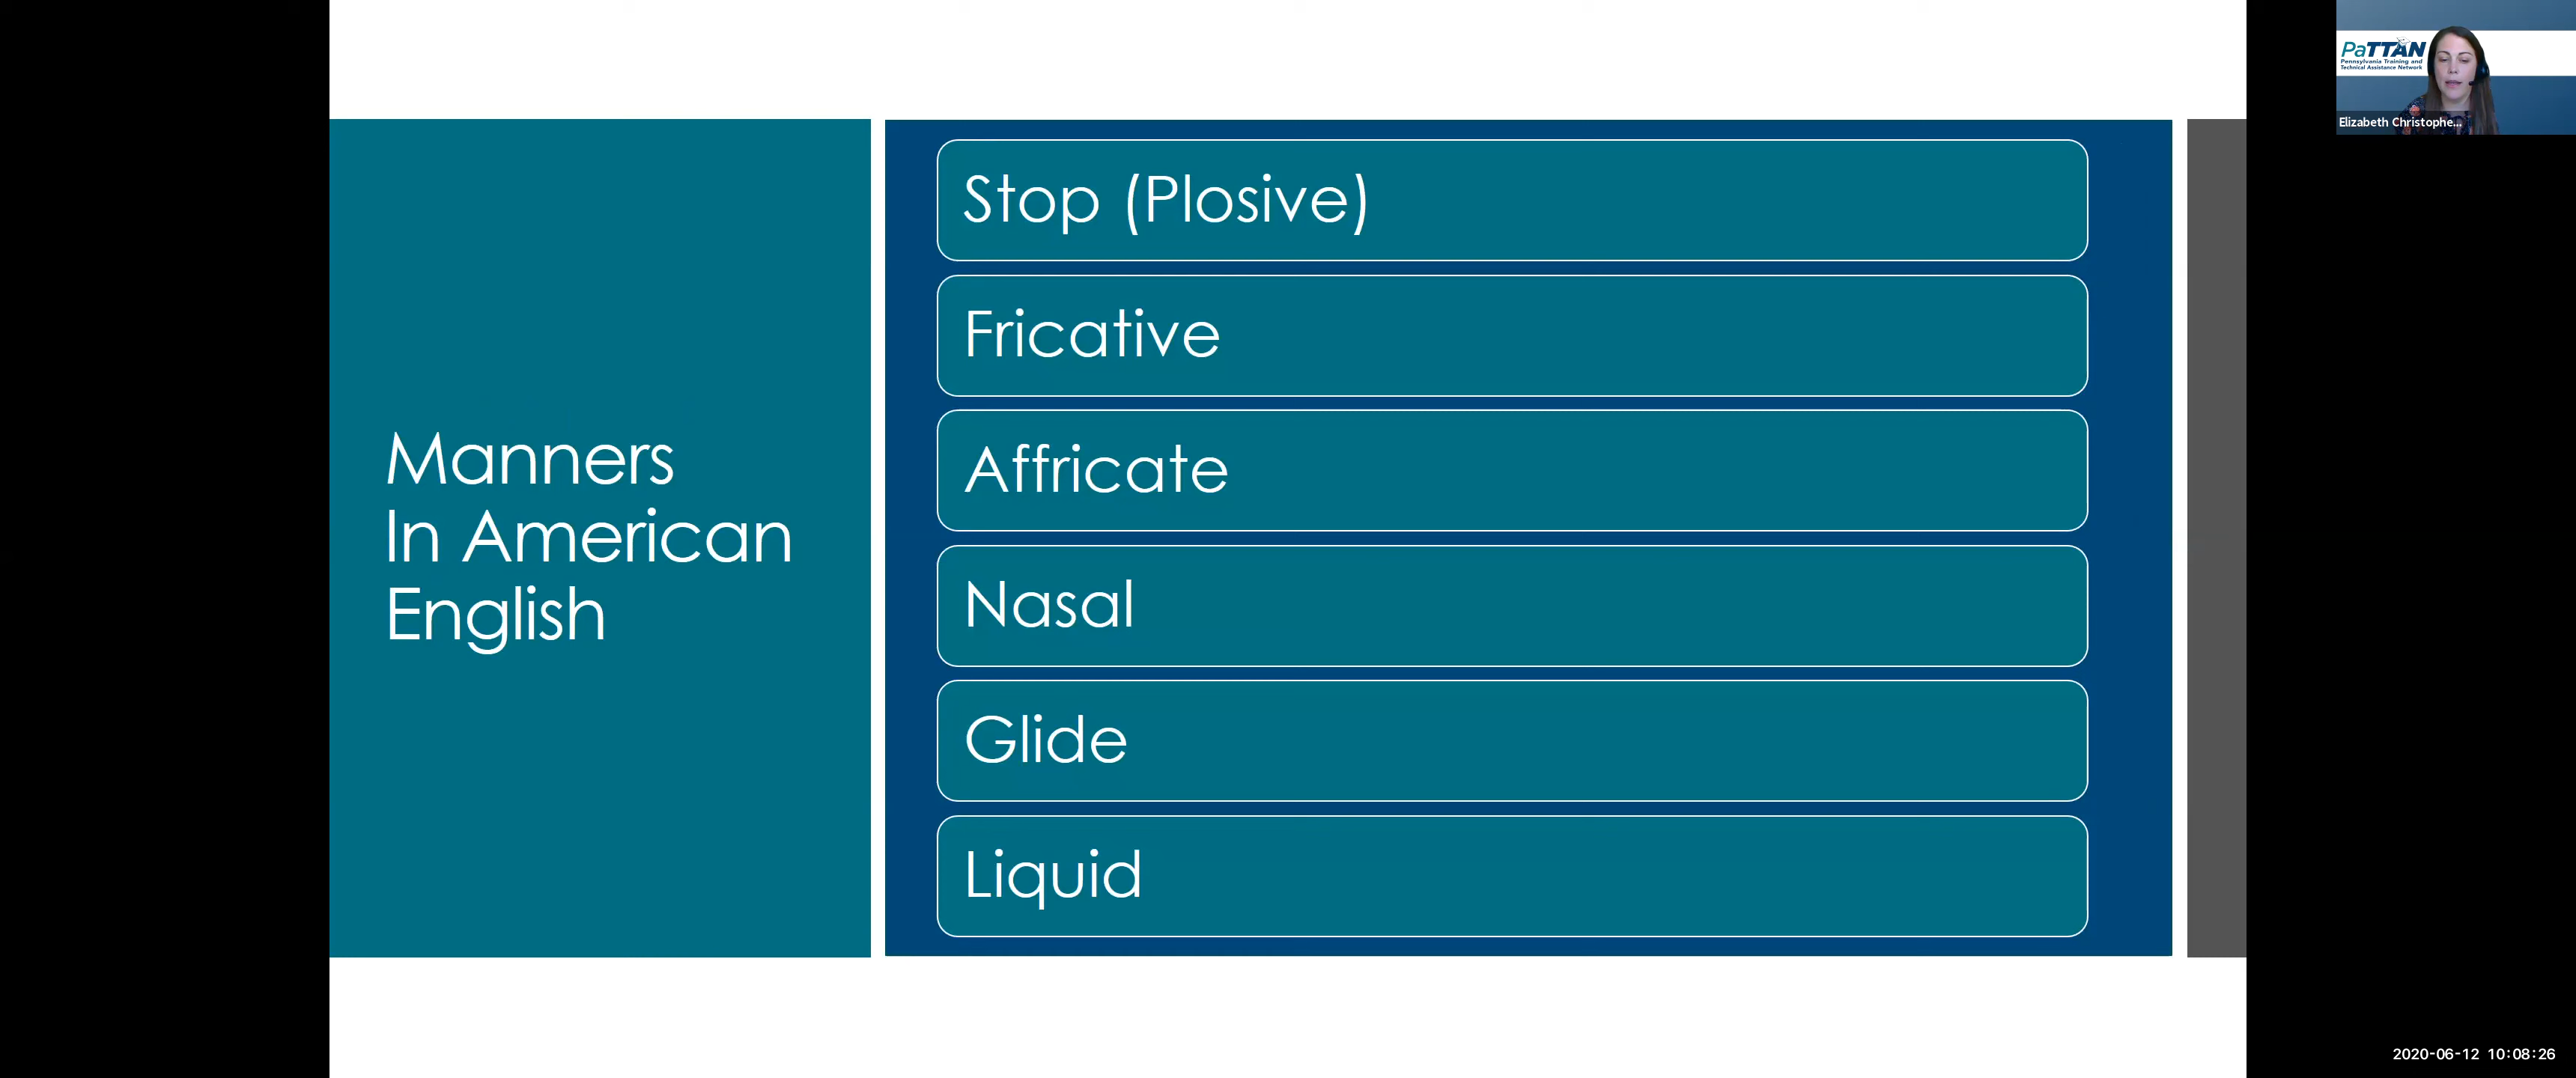 Manners
In American
English
Stop (Plosive)
Fricative
Affricate
Nasal
Glide
Liquid
PaTTAN
Pennsylvania Training and
Technical Assistance Network
Elizabeth Christophe...
2020-06-12 10:08:26